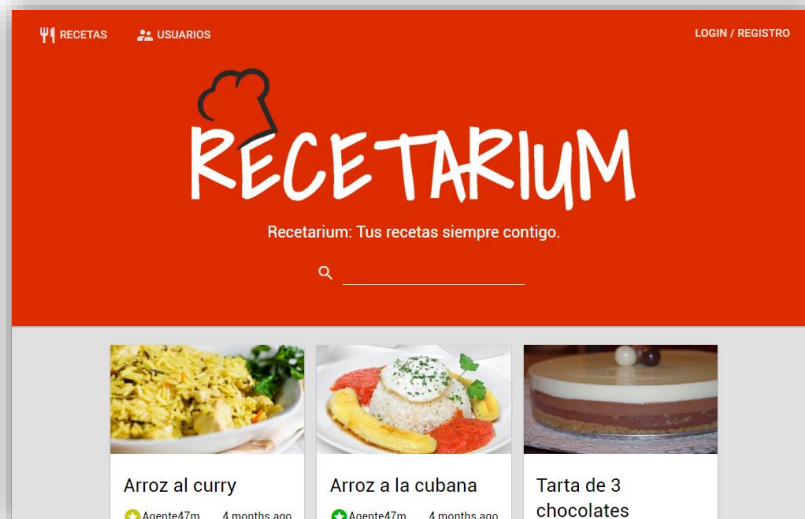 RECETAS USUARIOS LOGIN / REGISTRO
RECETARIUM
Recetarium: Tus recetas siempre contigo.
Arroz al curry
Agente47m 4 months ago
Arroz a la cubana
Agente47m 4 months ago
Tarta de 3
chocolates